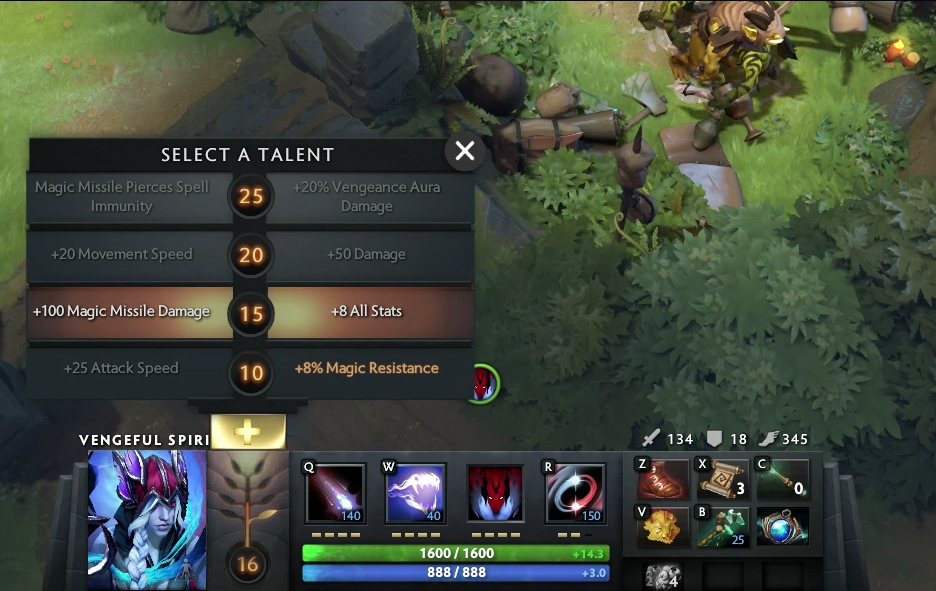 SELECT A TALENT
Magic Missile Pierces Spell
Immunity
25
+20% Vengeance Aura
Damage
+20 Movement Speed
20
+50 Damage
+100 Magic Missile Damage
15
+8 All Stats
+25 Attack Speed
10
+8% Magic Resistance
VENGEFUL SPIRI
134
18
345
Q
140
W
40
R
150
Z
X
3
C
0
V
B
25
16
1600 / 1600
+14.3
888 / 888
+3.0